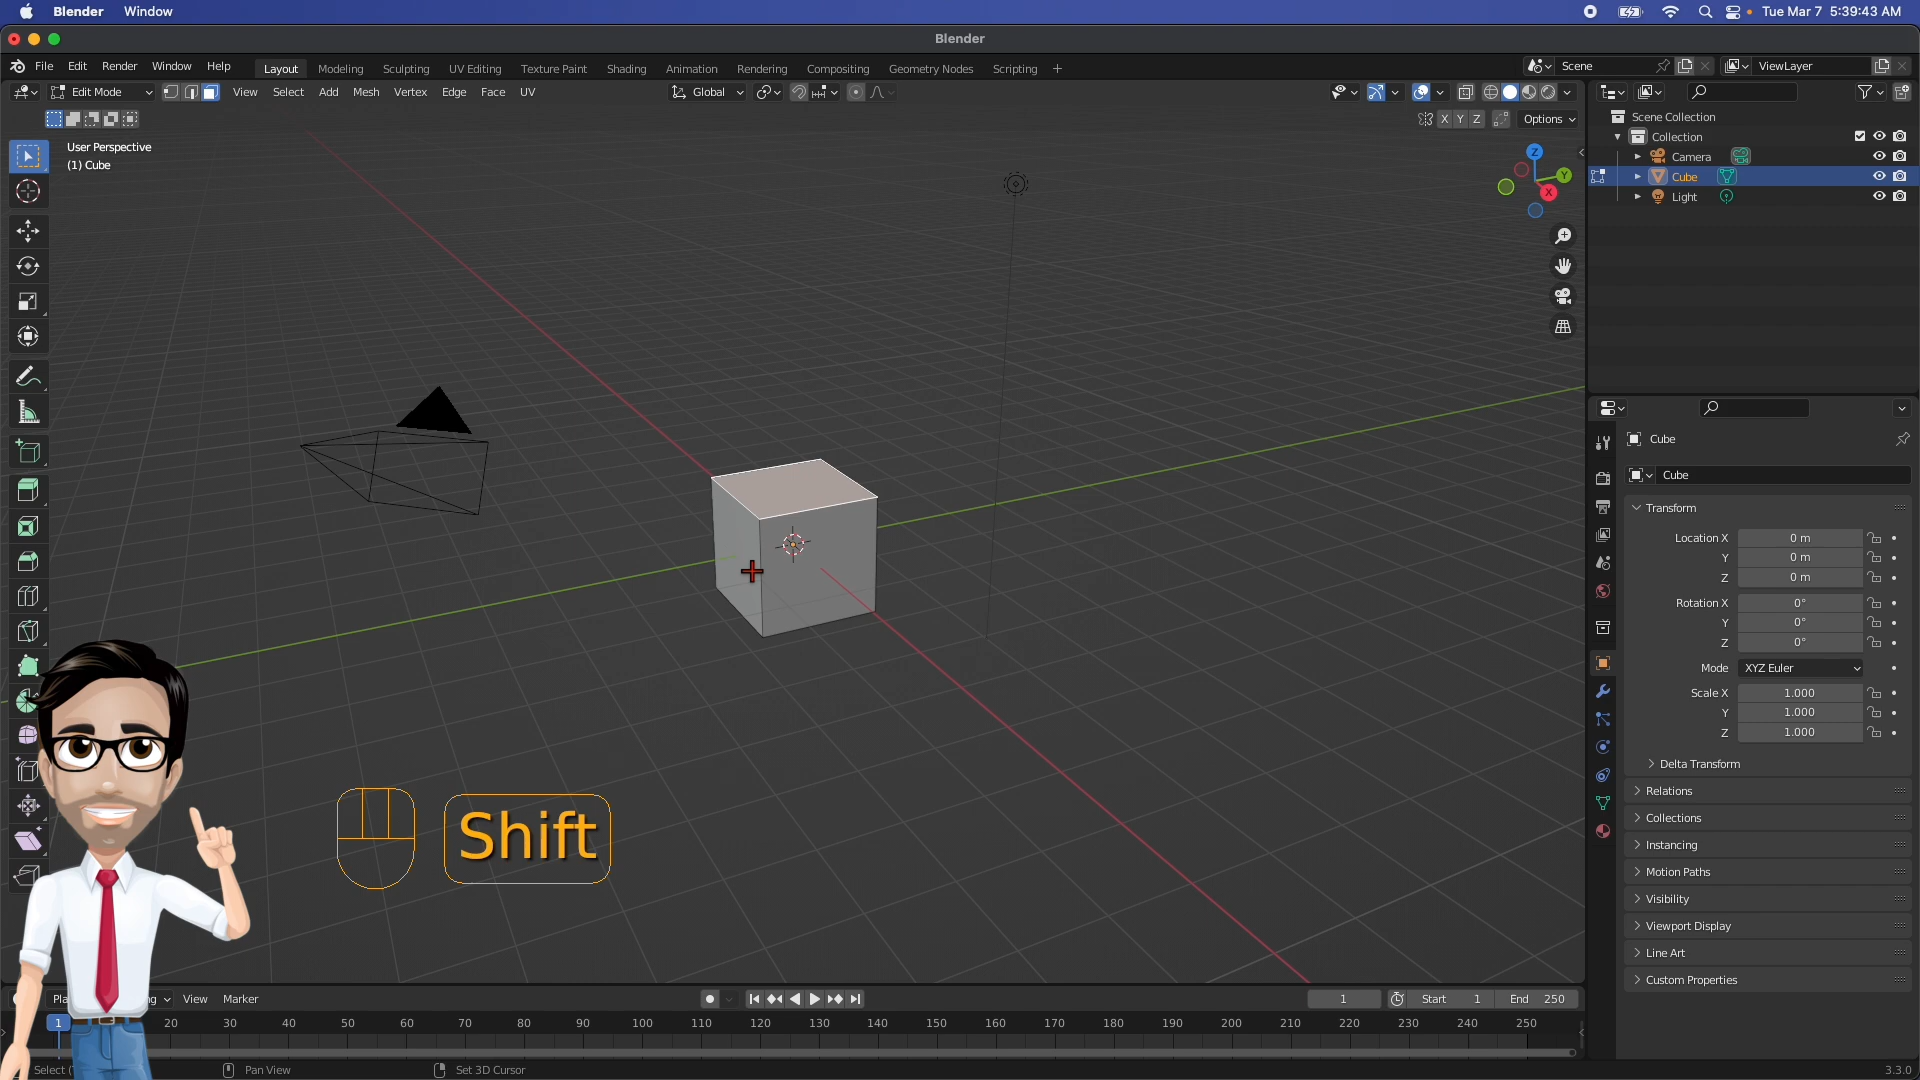 Blender Window Tue Mar 7 5:39:43 AM
Blender
File Edit Render Window Help Layout Modeling Sculpting UV Editing Texture Paint Shading Animation Rendering Compositing Geometry Nodes Scripting + Scene ViewLayer
Edit Mode View Select Add Mesh Vertex Edge Face UV Global
X Y Z Options
User Perspective
(1) Cube
Z
Y
X
Scene Collection
Collection
Camera
Cube
Light
Cube
Cube
Transform
Location X 0 m
Y 0 m
Z 0 m
Rotation X 0°
Y 0°
Z 0°
Mode XYZ Euler
Scale X 1.000
Y 1.000
Z 1.000
Delta Transform
Relations
Collections
Instancing
Motion Paths
Visibility
Viewport Display
Line Art
Custom Properties
Shift
View Marker 1 Start 1 End 250
1 20 30 40 50 60 70 80 90 100 110 120 130 140 150 160 170 180 190 200 210 220 230 240 250
Select Pan View Set 3D Cursor 3.3.0